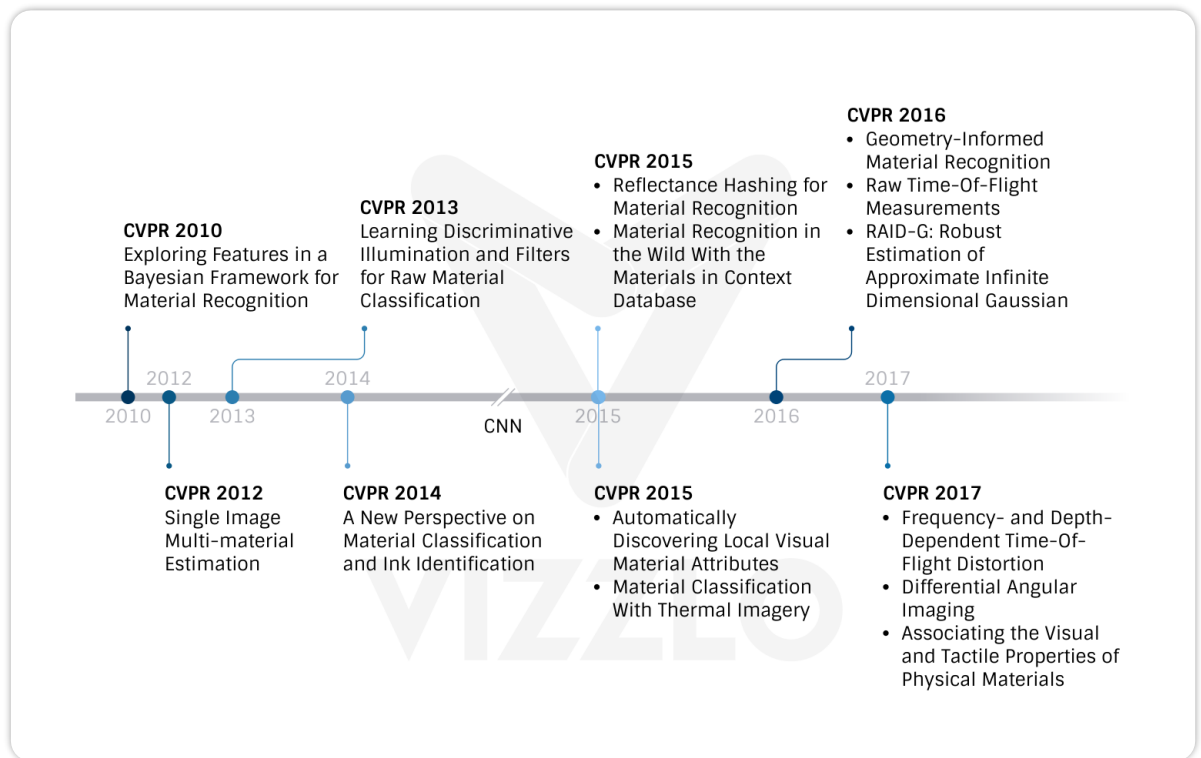 CVPR 2010
Exploring Features in a
Bayesian Framework for
Material Recognition
CVPR 2013
Learning Discriminative
Illumination and Filters
for Raw Material
Classification
CVPR 2015
• Reflectance Hashing for
Material Recognition
• Material Recognition in
the Wild With the
Materials in Context
Database
CVPR 2016
• Geometry-Informed
Material Recognition
• Raw Time-Of-Flight
Measurements
• RAID-G: Robust
Estimation of
Approximate Infinite
Dimensional Gaussian
2012
2014
2017
2010
2013
CNN
2015
2016
CVPR 2012
Single Image
Multi-material
Estimation
CVPR 2014
A New Perspective on
Material Classification
and Ink Identification
CVPR 2015
• Automatically
Discovering Local Visual
Material Attributes
• Material Classification
With Thermal Imagery
CVPR 2017
• Frequency- and Depth-
Dependent Time-Of-
Flight Distortion
• Differential Angular
Imaging
• Associating the Visual
and Tactile Properties of
Physical Materials
VIZZLO